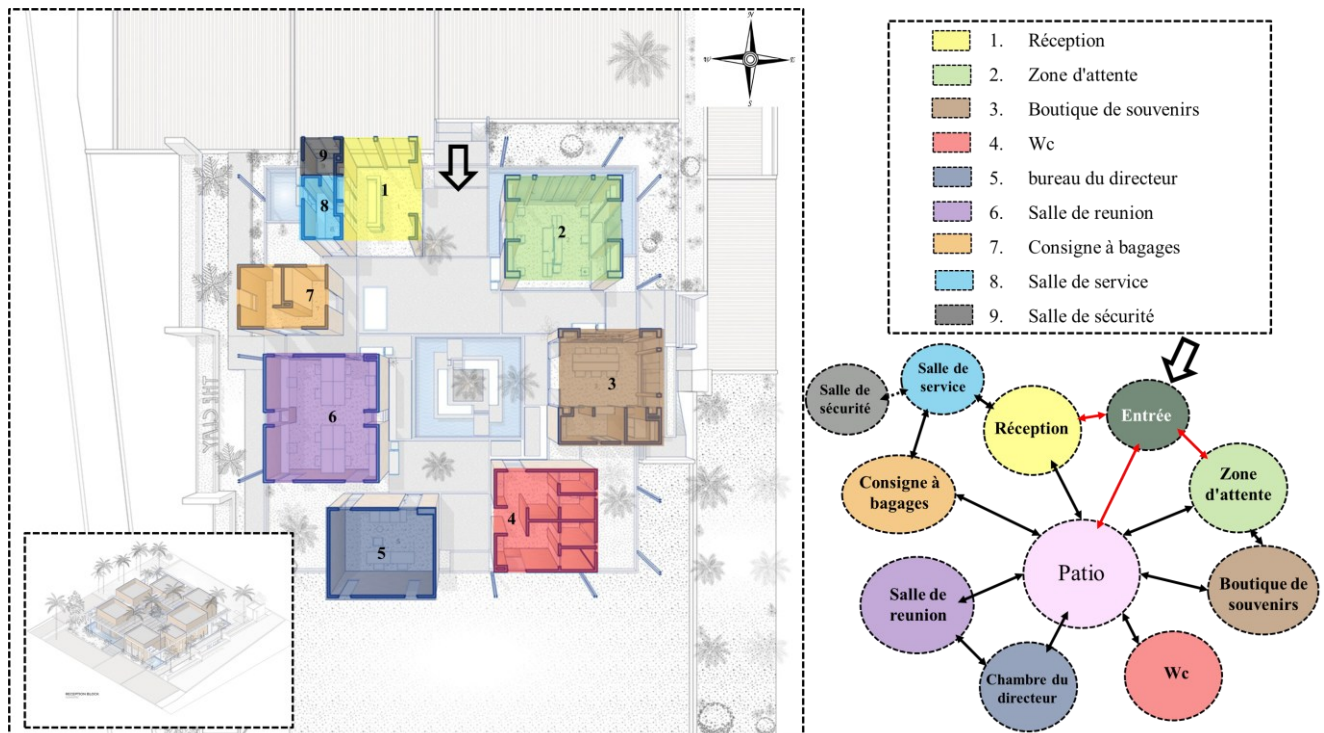 N
W
E
S
9
1
8
2
7
3
6
4
5
THE CITAY
RECEPTION BLOCK
1. Réception
2. Zone d'attente
3. Boutique de souvenirs
4. Wc
5. bureau du directeur
6. Salle de reunion
7. Consigne à bagages
8. Salle de service
9. Salle de sécurité
Salle de
sécurité
Salle de
service
Réception
Entrée
Consigne à
bagages
Zone
d'attente
Patio
Salle de
reunion
Boutique de
souvenirs
Chambre du
directeur
Wc